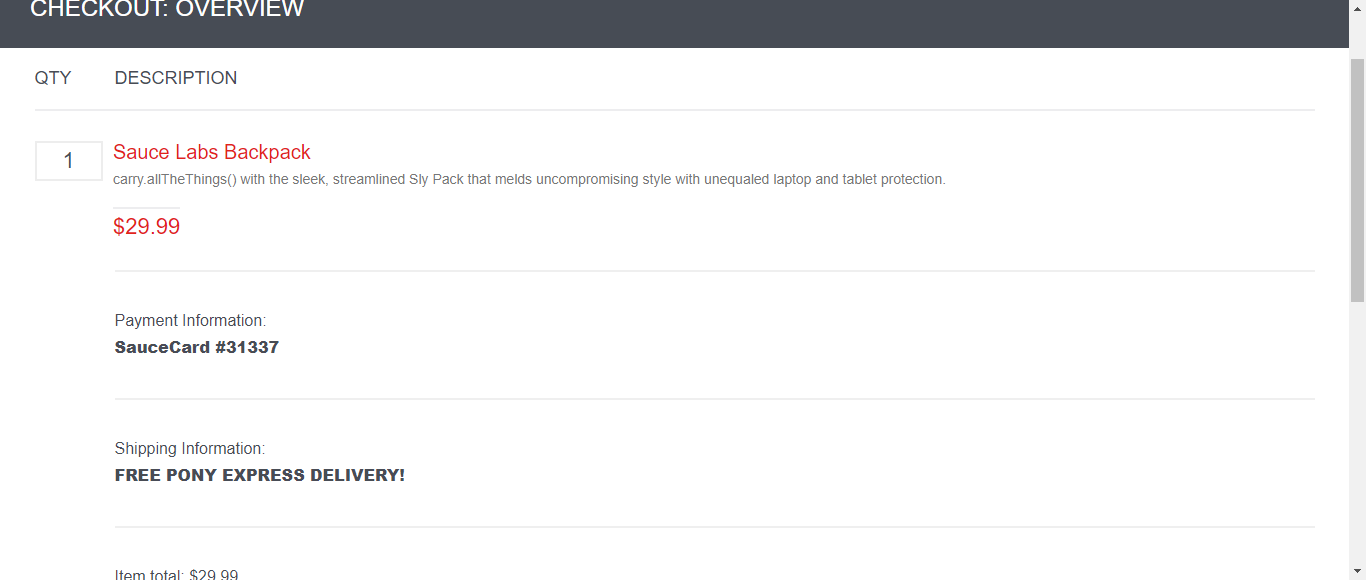 CHECKOUT: OVERVIEW
QTY DESCRIPTION
1 Sauce Labs Backpack
carry.allTheThings() with the sleek, streamlined Sly Pack that melds uncompromising style with unequaled laptop and tablet protection.
$29.99
Payment Information:
SauceCard #31337
Shipping Information:
FREE PONY EXPRESS DELIVERY!
Item total: $29.99